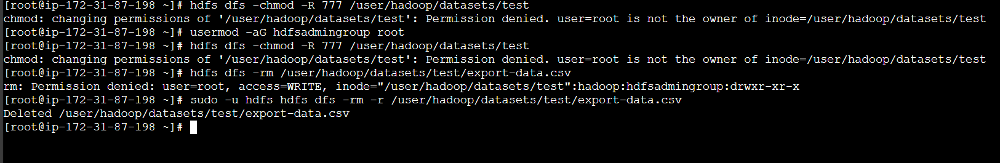 [root@ip-172-31-87-198 ~]# hdfs dfs -chmod -R 777 /user/hadoop/datasets/test
chmod: changing permissions of '/user/hadoop/datasets/test': Permission denied. user=root is not the owner of inode=/user/hadoop/datasets/test
[root@ip-172-31-87-198 ~]# usermod -aG hdfsadmingroup root
[root@ip-172-31-87-198 ~]# hdfs dfs -chmod -R 777 /user/hadoop/datasets/test
chmod: changing permissions of '/user/hadoop/datasets/test': Permission denied. user=root is not the owner of inode=/user/hadoop/datasets/test
[root@ip-172-31-87-198 ~]# hdfs dfs -rm /user/hadoop/datasets/test/export-data.csv
rm: Permission denied: user=root, access=WRITE, inode="/user/hadoop/datasets/test":hadoop:hdfsadmingroup:drwxr-xr-x
[root@ip-172-31-87-198 ~]# sudo -u hdfs hdfs dfs -rm -r /user/hadoop/datasets/test/export-data.csv
Deleted /user/hadoop/datasets/test/export-data.csv
[root@ip-172-31-87-198 ~]#